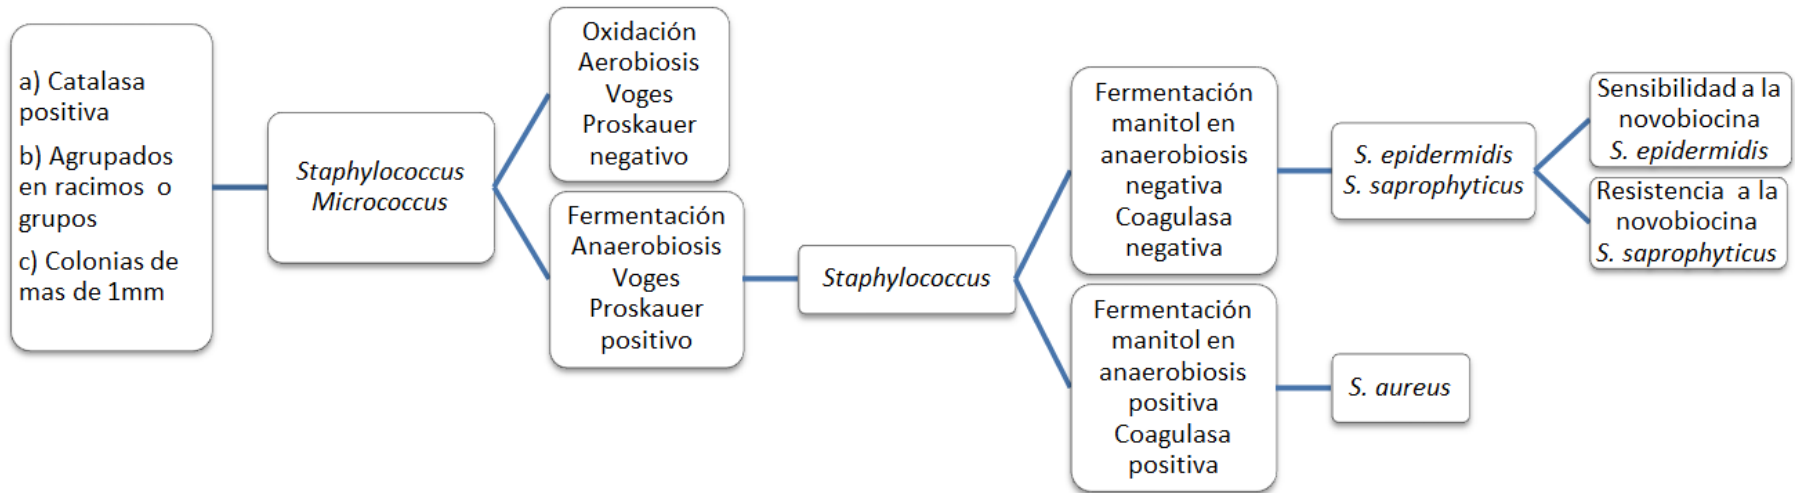 a) Catalasa
positiva
b) Agrupados
en racimos o
grupos
c) Colonias de
mas de 1mm
Staphylococcus
Micrococcus
Oxidación
Aerobiosis
Voges
Proskauer
negativo
Fermentación
Anaerobiosis
Voges
Proskauer
positivo
Staphylococcus
Fermentación
manitol en
anaerobiosis
negativa
Coagulasa
negativa
Fermentación
manitol en
anaerobiosis
positiva
Coagulasa
positiva
S. epidermidis
S. saprophyticus
S. aureus
Sensibilidad a la
novobiocina
S. epidermidis
Resistencia a la
novobiocina
S. saprophyticus